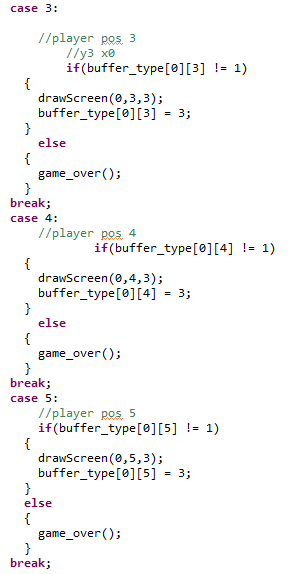 case 3:
//player pos 3
//y3 x0
if(buffer_type[0][3] != 1)
{
drawScreen(0,3,3);
buffer_type[0][3] = 3;
}
else
{
game_over();
}
break;
case 4:
//player pos 4
if(buffer_type[0][4] != 1)
{
drawScreen(0,4,3);
buffer_type[0][4] = 3;
}
else
{
game_over();
}
break;
case 5:
//player pos 5
if(buffer_type[0][5] != 1)
{
drawScreen(0,5,3);
buffer_type[0][5] = 3;
}
else
{
game_over();
}
break;